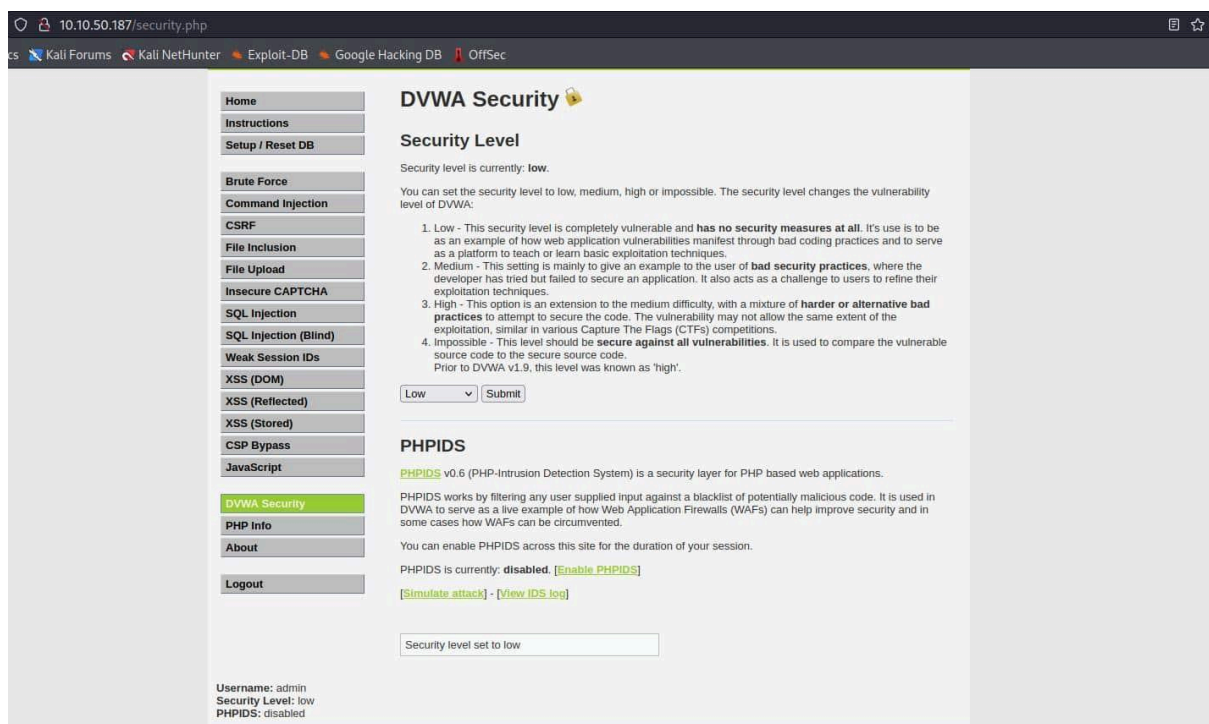 10.10.50.187/security.php
cs Kali Forums Kali NetHunter Exploit-DB Google Hacking DB OffSec
Home
Instructions
Setup / Reset DB
Brute Force
Command Injection
CSRF
File Inclusion
File Upload
Insecure CAPTCHA
SQL Injection
SQL Injection (Blind)
Weak Session IDs
XSS (DOM)
XSS (Reflected)
XSS (Stored)
CSP Bypass
JavaScript
DVWA Security
PHP Info
About
Logout
DVWA Security
Security Level
Security level is currently: low.
You can set the security level to low, medium, high or impossible. The security level changes the vulnerability
level of DVWA:
1. Low - This security level is completely vulnerable and has no security measures at all. It's use is to be
as an example of how web application vulnerabilities manifest through bad coding practices and to serve
as a platform to teach or learn basic exploitation techniques.
2. Medium - This setting is mainly to give an example to the user of bad security practices, where the
developer has tried but failed to secure an application. It also acts as a challenge to users to refine their
exploitation techniques.
3. High - This option is an extension to the medium difficulty, with a mixture of harder or alternative bad
practices to attempt to secure the code. The vulnerability may not allow the same extent of the
exploitation, similar in various Capture The Flags (CTFs) competitions.
4. Impossible - This level should be secure against all vulnerabilities. It is used to compare the vulnerable
source code to the secure source code.
Prior to DVWA v1.9, this level was known as 'high'.
Low Submit
PHPIDS
PHPIDS v0.6 (PHP-Intrusion Detection System) is a security layer for PHP based web applications.
PHPIDS works by filtering any user supplied input against a blacklist of potentially malicious code. It is used in
DVWA to serve as a live example of how Web Application Firewalls (WAFs) can help improve security and in
some cases how WAFs can be circumvented.
You can enable PHPIDS across this site for the duration of your session.
PHPIDS is currently: disabled. [Enable PHPIDS]
[Simulate attack] - [View IDS log]
Security level set to low
Username: admin
Security Level: low
PHPIDS: disabled